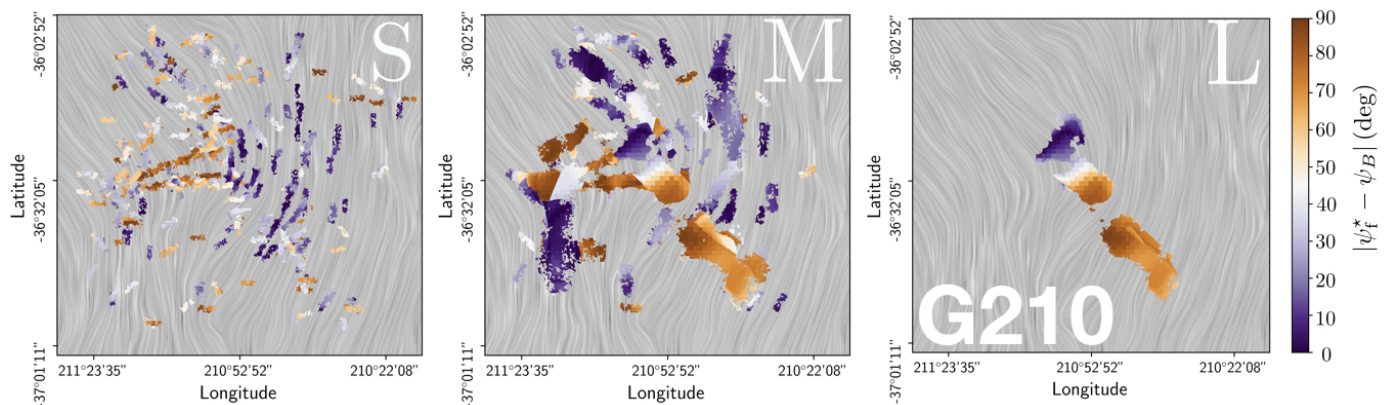 S
M
L
G210
-36°02'52"
-36°32'05"
-37°01'11"
Latitude
211°23'35"
210°52'52"
210°22'08"
Longitude
-36°02'52"
-36°32'05"
-37°01'11"
Latitude
211°23'35"
210°52'52"
210°22'08"
Longitude
-36°02'52"
-36°32'05"
-37°01'11"
Latitude
211°23'35"
210°52'52"
210°22'08"
Longitude
90
80
70
60
50
40
30
20
10
0
|ψ_f^⋆ − ψ_B| (deg)